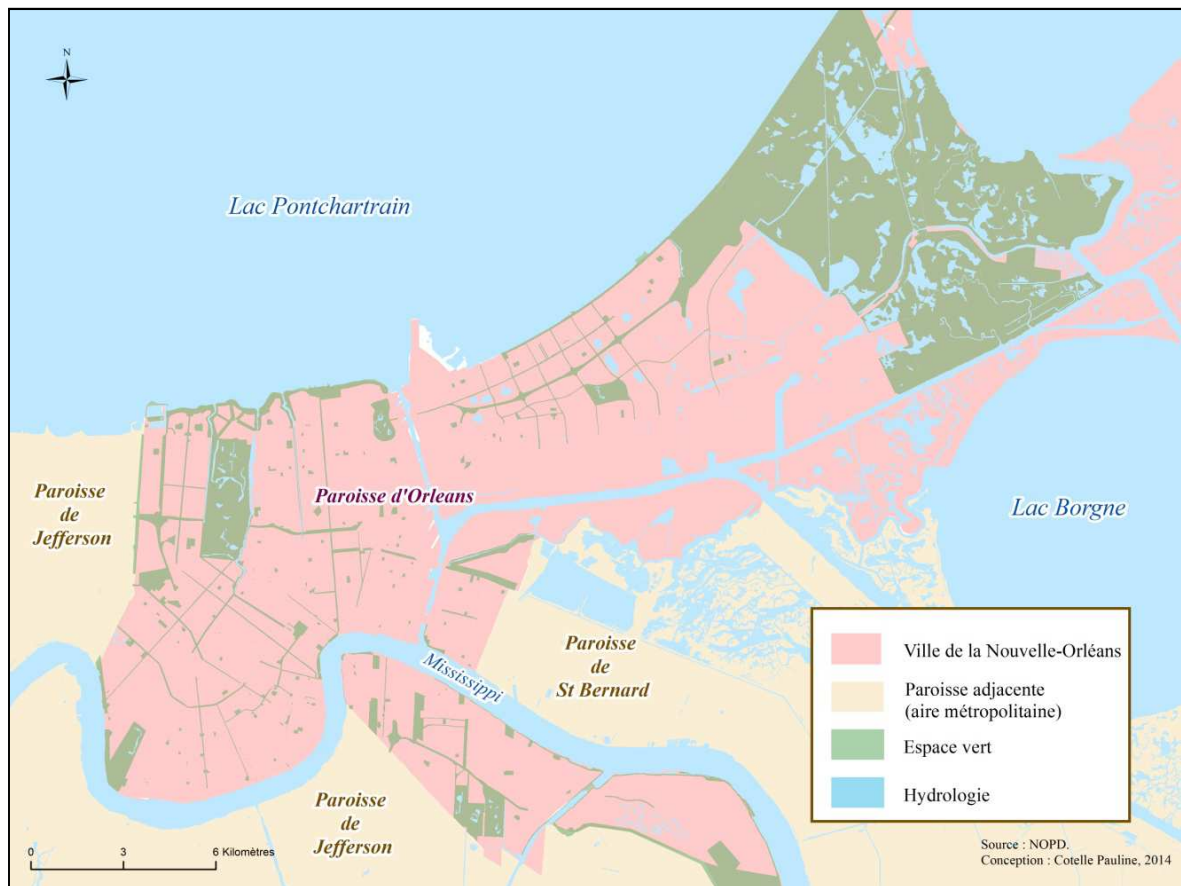 N
Lac Pontchartrain
Paroisse
de
Jefferson
Paroisse d'Orleans
Lac Borgne
Mississippi
Paroisse
de
St Bernard
Paroisse
de
Jefferson
Ville de la Nouvelle-Orléans
Paroisse adjacente
(aire métropolitaine)
Espace vert
Hydrologie
0 3 6 Kilomètres
Source : NOPD.
Conception : Cotelle Pauline, 2014